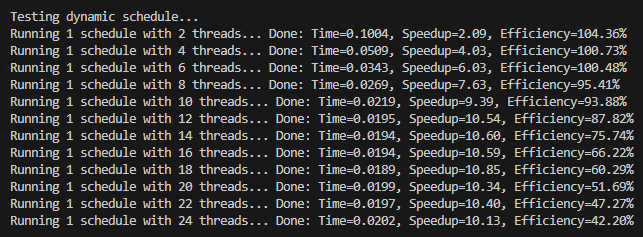 Testing dynamic schedule...
Running 1 schedule with 2 threads... Done: Time=0.1004, Speedup=2.09, Efficiency=104.36%
Running 1 schedule with 4 threads... Done: Time=0.0509, Speedup=4.03, Efficiency=100.73%
Running 1 schedule with 6 threads... Done: Time=0.0343, Speedup=6.03, Efficiency=100.48%
Running 1 schedule with 8 threads... Done: Time=0.0269, Speedup=7.63, Efficiency=95.41%
Running 1 schedule with 10 threads... Done: Time=0.0219, Speedup=9.39, Efficiency=93.88%
Running 1 schedule with 12 threads... Done: Time=0.0195, Speedup=10.54, Efficiency=87.82%
Running 1 schedule with 14 threads... Done: Time=0.0194, Speedup=10.60, Efficiency=75.74%
Running 1 schedule with 16 threads... Done: Time=0.0194, Speedup=10.59, Efficiency=66.22%
Running 1 schedule with 18 threads... Done: Time=0.0189, Speedup=10.85, Efficiency=60.29%
Running 1 schedule with 20 threads... Done: Time=0.0199, Speedup=10.34, Efficiency=51.69%
Running 1 schedule with 22 threads... Done: Time=0.0197, Speedup=10.40, Efficiency=47.27%
Running 1 schedule with 24 threads... Done: Time=0.0202, Speedup=10.13, Efficiency=42.20%